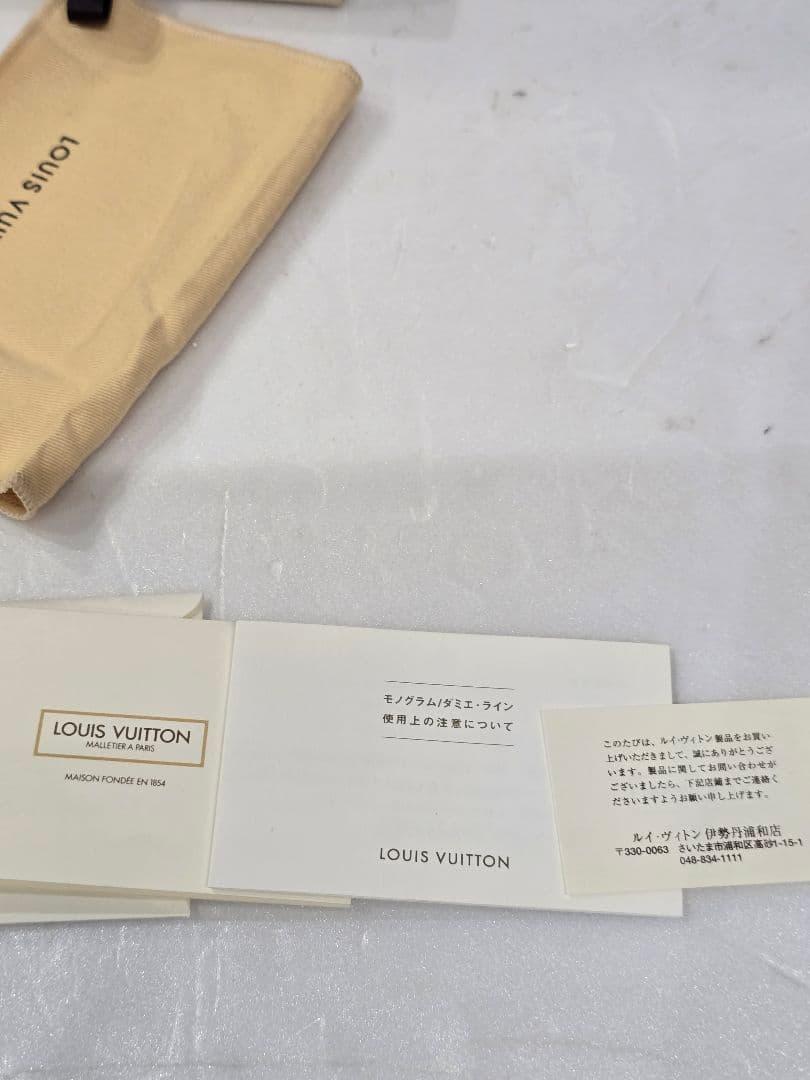 LOUIS VUI
LOUIS VUITTON
MALLETIER A PARIS
MAISON FONDÉE EN 1854
モノグラム/ダミエ・ライン
使用上の注意について
LOUIS VUITTON
このたびは、ルイ・ヴィトン製品をお買い
上げいただきまして、誠にありがとうござ
います。製品に関してお問い合わせが
ございましたら、下記店舗までご連絡く
ださいますようお願い申し上げます。
ルイ・ヴィトン 伊勢丹浦和店
〒330-0063 さいたま市浦和区高砂1-15-1
048-834-1111